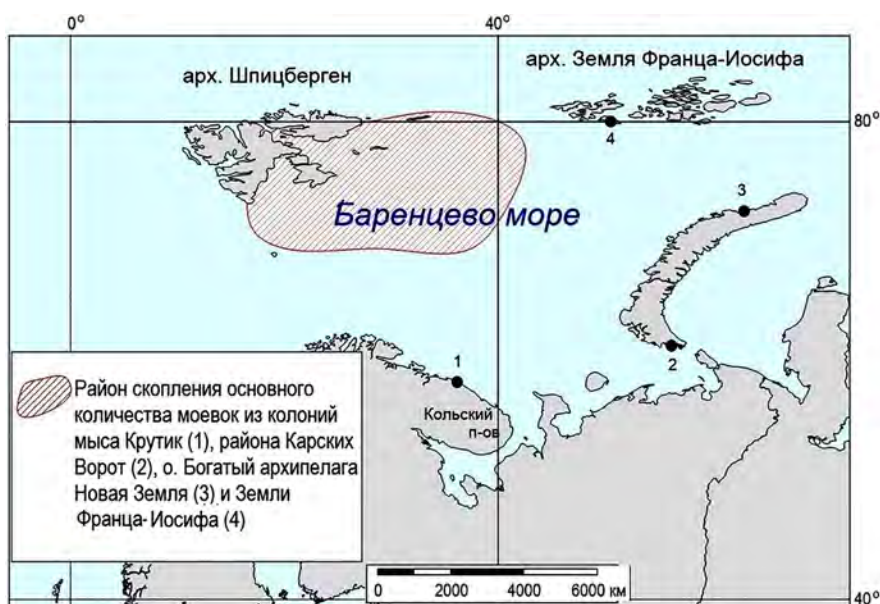 0° 40°
арх. Шпицберген
арх. Земля Франца-Иосифа
80°
4
3
Баренцево море
2
1
Кольский
п-ов
Район скопления основного
количества моевок из колоний
мыса Крутик (1), района Карских
Ворот (2), о. Богатый архипелага
Новая Земля (3) и Земли
Франца-Иосифа (4)
0 2000 4000 6000 км
40°